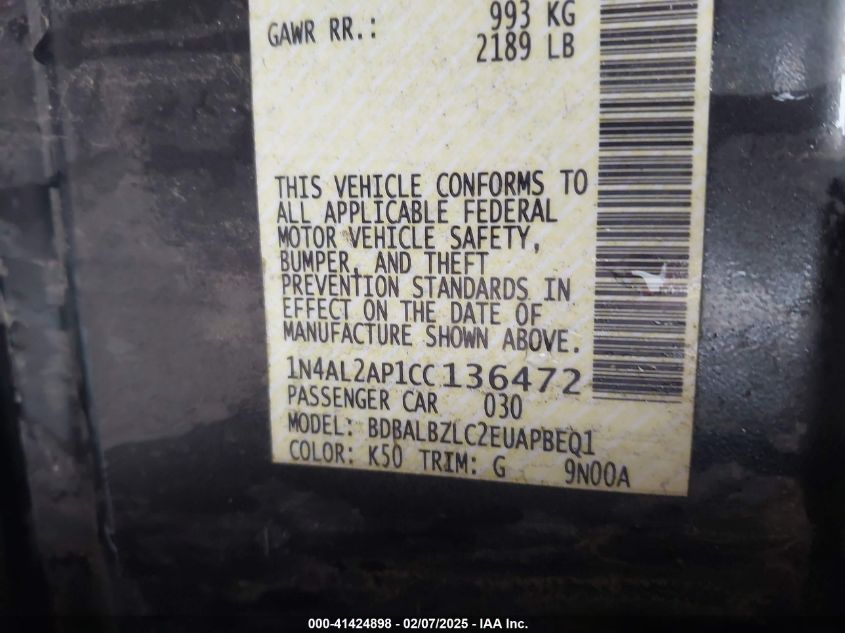 GAWR RR.: 993 KG
2189 LB
THIS VEHICLE CONFORMS TO
ALL APPLICABLE FEDERAL
MOTOR VEHICLE SAFETY,
BUMPER, AND THEFT
PREVENTION STANDARDS IN
EFFECT ON THE DATE OF
MANUFACTURE SHOWN ABOVE.
1N4AL2AP1CC136472
PASSENGER CAR 030
MODEL: BDBALBZLC2EUAPBEQ1
COLOR: K50 TRIM: G 9N00A
000-41424898 - 02/07/2025 - IAA Inc.